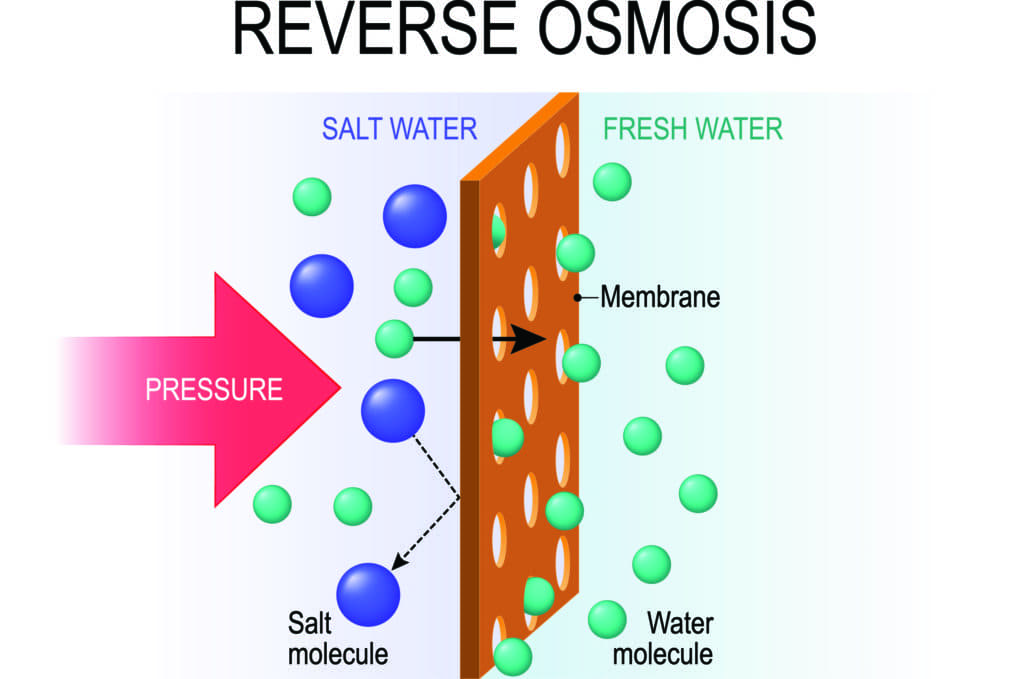 REVERSE OSMOSIS
SALT WATER
FRESH WATER
Membrane
PRESSURE
Salt
molecule
Water
molecule